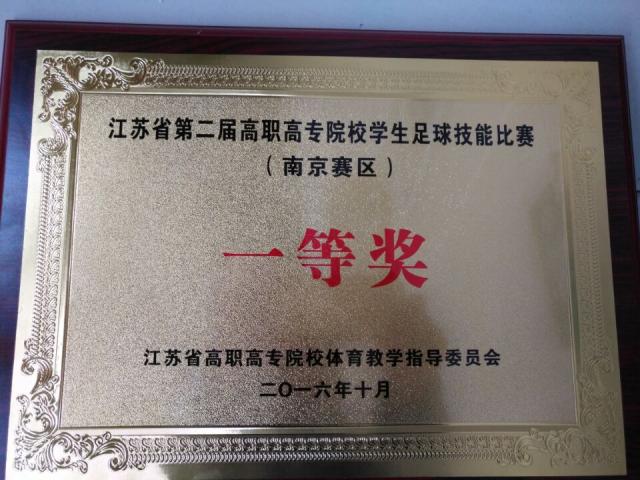 江苏省第二届高职高专院校学生足球技能比赛
（南京赛区）
一等奖
江苏省高职高专院校体育教学指导委员会
二〇一六年十月